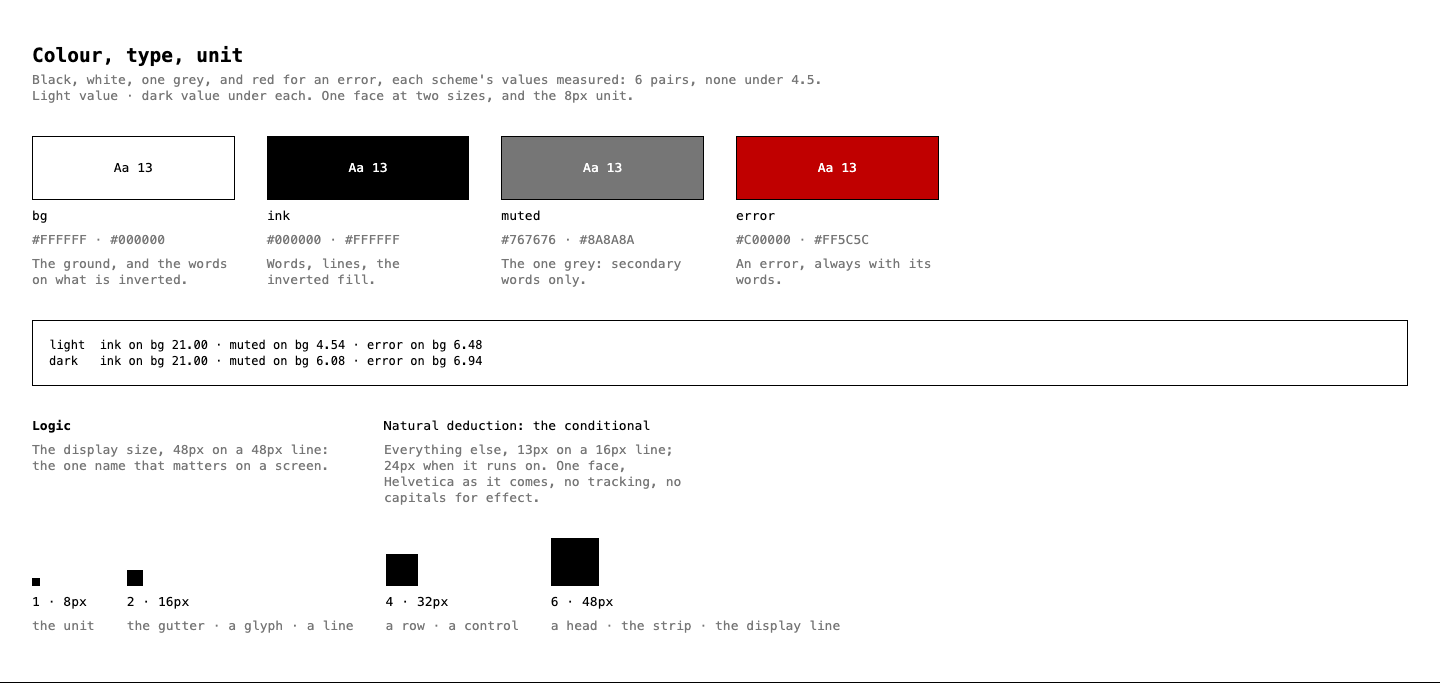 Colour, type, unit
Black, white, one grey, and red for an error, each scheme's values measured: 6 pairs, none under 4.5.
Light value · dark value under each. One face at two sizes, and the 8px unit.
Aa 13
Aa 13
Aa 13
Aa 13
bg
ink
muted
error
#FFFFFF · #000000
#000000 · #FFFFFF
#767676 · #8A8A8A
#C00000 · #FF5C5C
The ground, and the words
on what is inverted.
Words, lines, the
inverted fill.
The one grey: secondary
words only.
An error, always with its
words.
light  ink on bg 21.00 · muted on bg 4.54 · error on bg 6.48
dark   ink on bg 21.00 · muted on bg 6.08 · error on bg 6.94
Logic
The display size, 48px on a 48px line:
the one name that matters on a screen.
Natural deduction: the conditional
Everything else, 13px on a 16px line;
24px when it runs on. One face,
Helvetica as it comes, no tracking, no
capitals for effect.
1 · 8px
2 · 16px
4 · 32px
6 · 48px
the unit
the gutter · a glyph · a line
a row · a control
a head · the strip · the display line